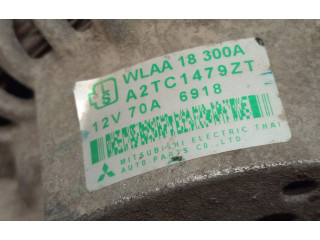 WLAA 18 300A
A2TC1479ZT
12V 70A 6918
MITSUBISHI ELECTRIC THAI
AUTO PARTS CO.,LTD.